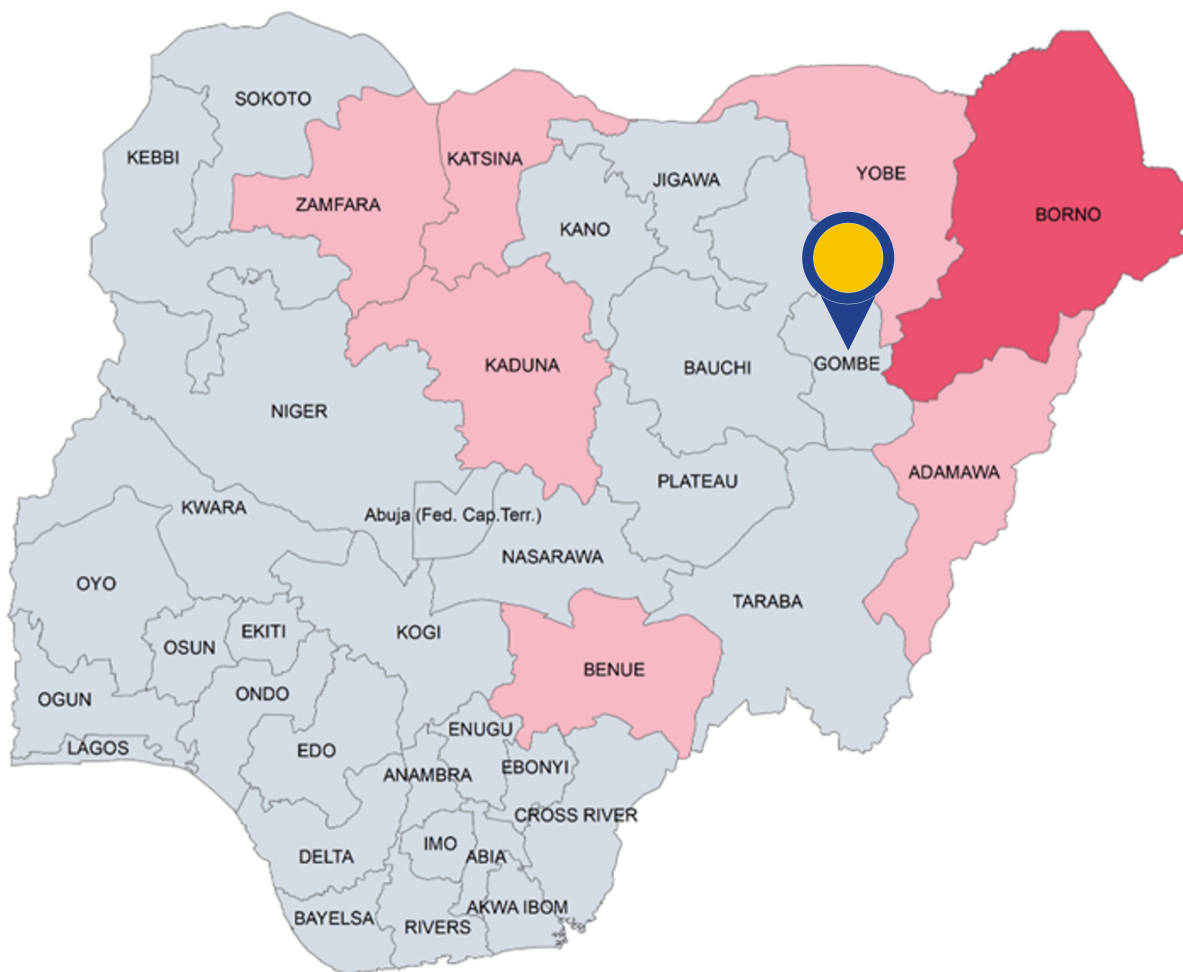 SOKOTO
KEBBI
KATSINA
ZAMFARA
JIGAWA
YOBE
KANO
BORNO
KADUNA
BAUCHI
GOMBE
NIGER
ADAMAWA
PLATEAU
KWARA
Abuja (Fed. Cap.Terr.)
NASARAWA
OYO
TARABA
EKITI
OSUN
KOGI
BENUE
OGUN
ONDO
ENUGU
LAGOS
EDO
ANAMBRA
EBONYI
CROSS RIVER
IMO
DELTA
ABIA
AKWA IBOM
BAYELSA
RIVERS